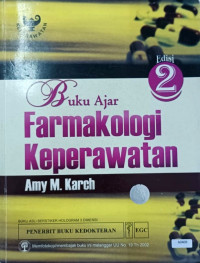 Edisi
2
Buku Ajar
Farmakologi
Keperawatan
Amy M. Karch
PENERBIT BUKU KEDOKTERAN
EGC